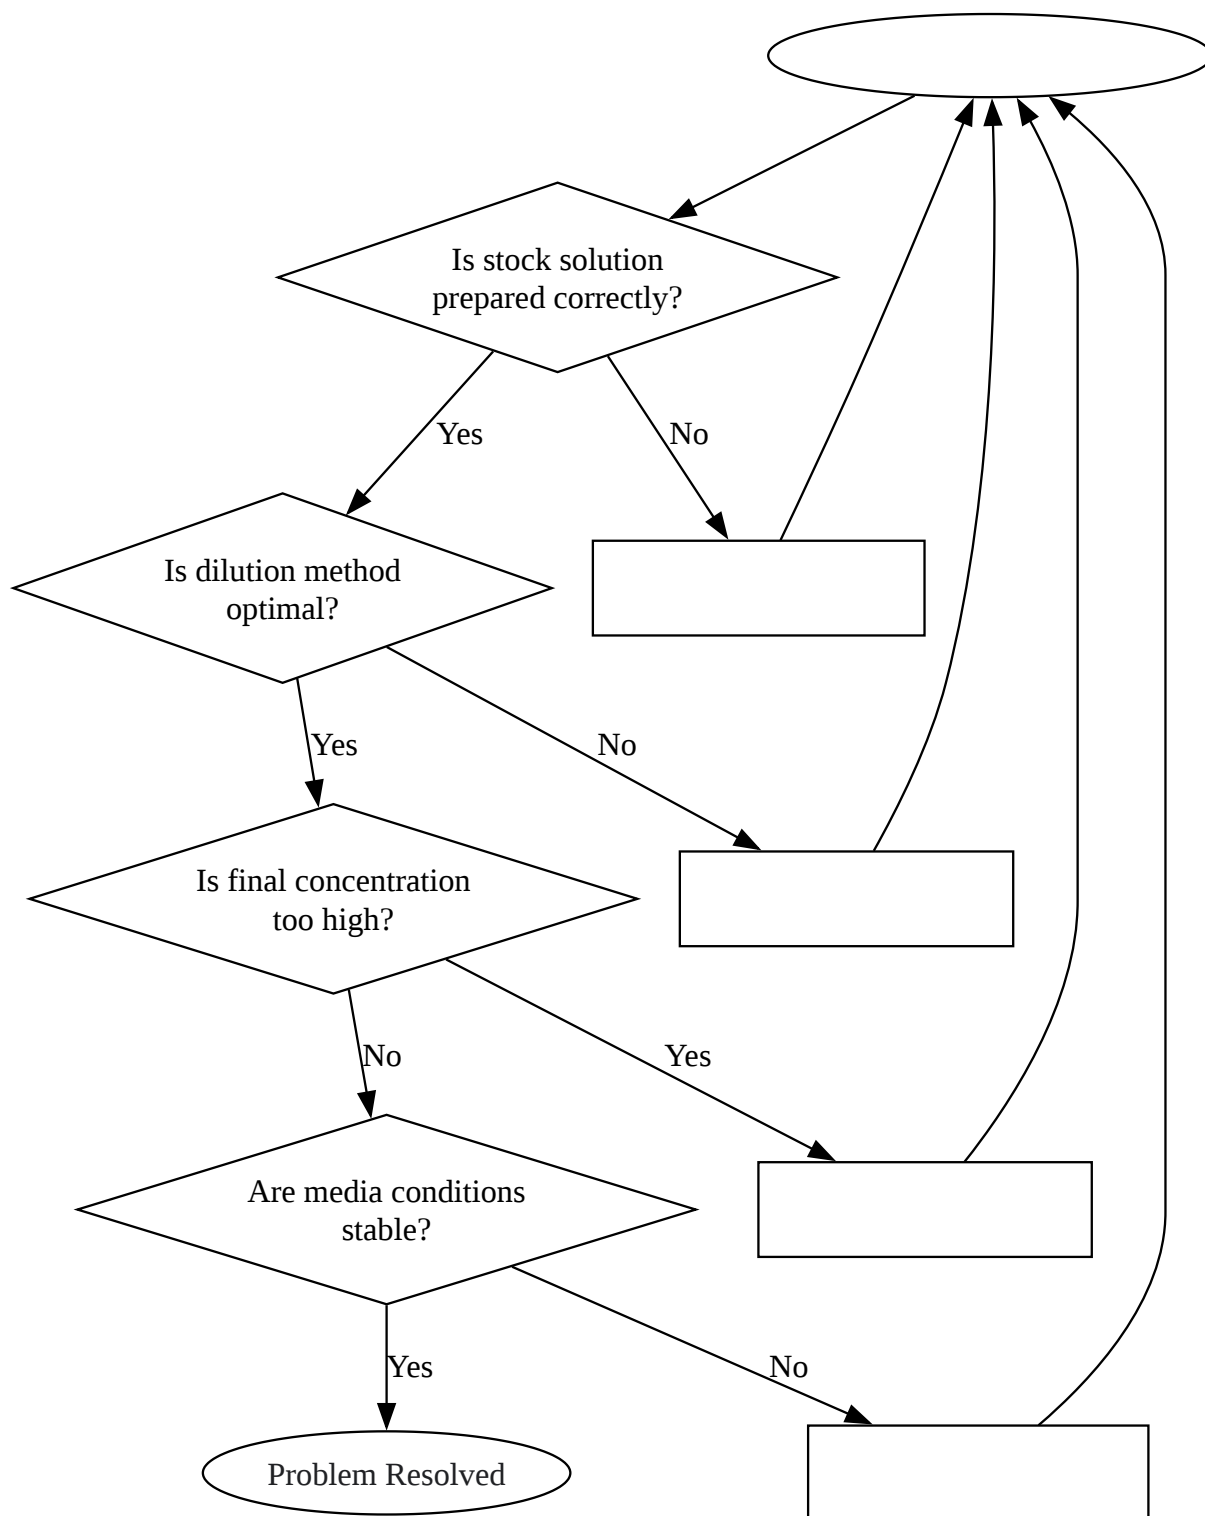 Is stock solution
prepared correctly?
Yes
No
Is dilution method
optimal?
Yes
No
Is final concentration
too high?
No
Yes
Are media conditions
stable?
Yes
No
Problem Resolved